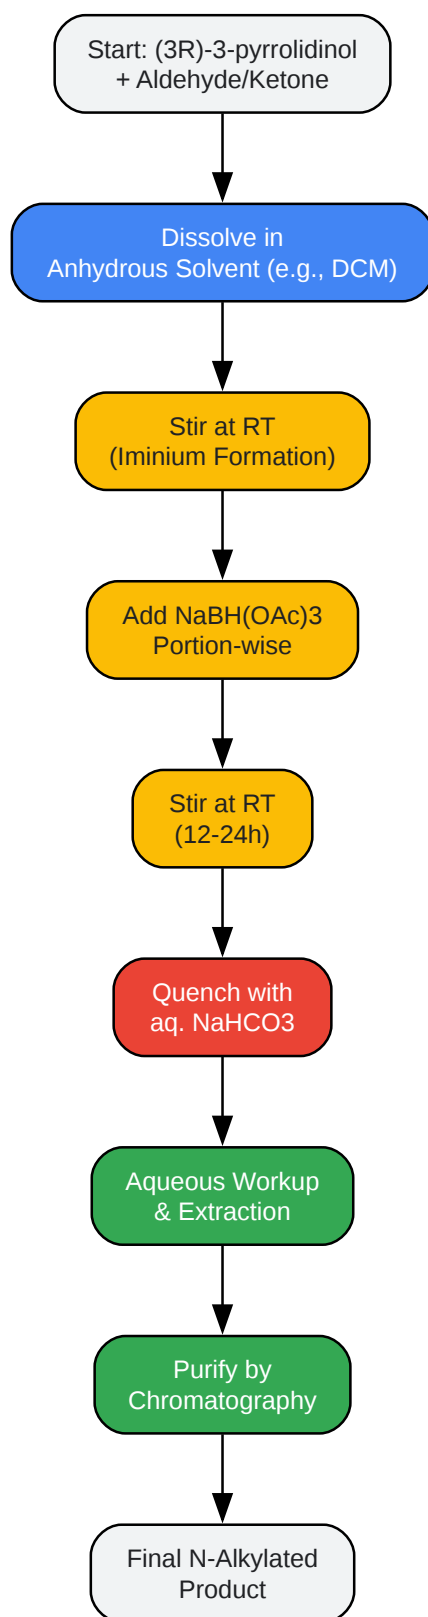 Start: (3R)-3-pyrrolidinol
+ Aldehyde/Ketone
Dissolve in
Anhydrous Solvent (e.g., DCM)
Stir at RT
(Iminium Formation)
Add NaBH(OAc)3
Portion-wise
Stir at RT
(12-24h)
Quench with
aq. NaHCO3
Aqueous Workup
& Extraction
Purify by
Chromatography
Final N-Alkylated
Product